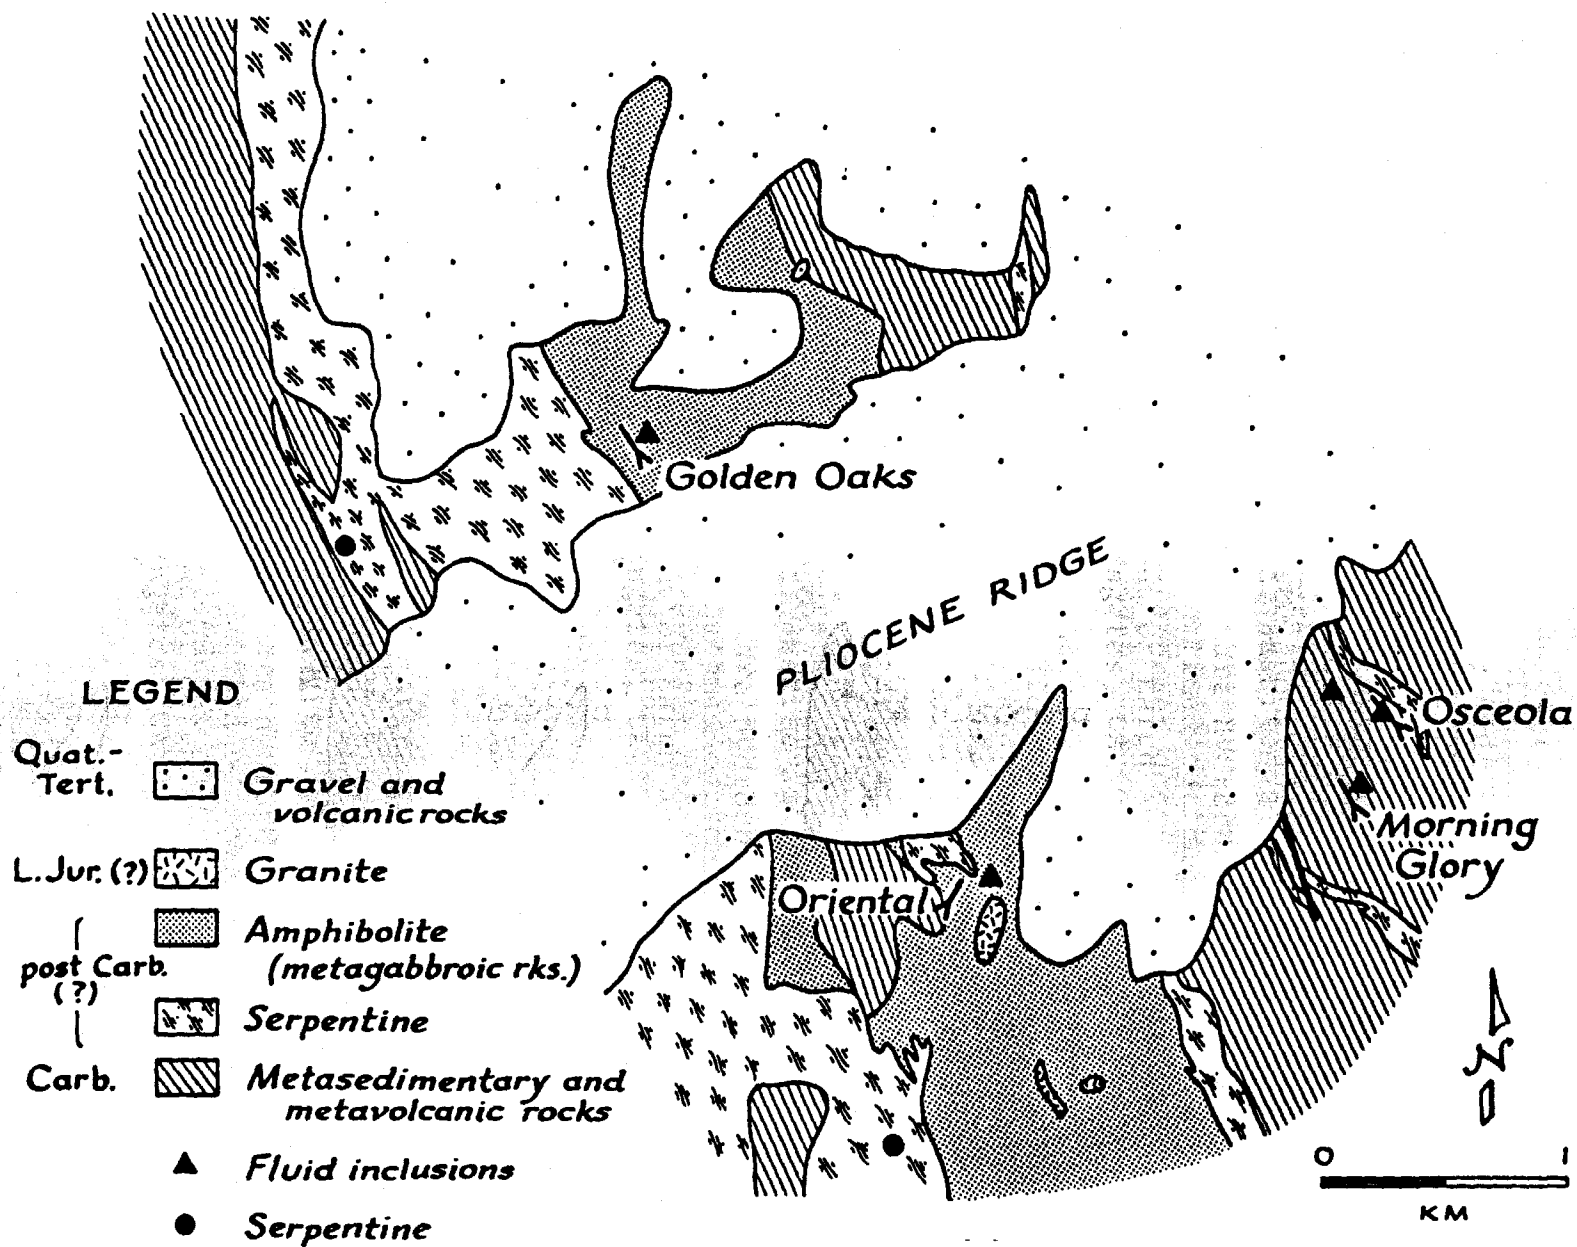 Golden Oaks
PLIOCENE RIDGE
Osceola
Morning
Glory
Oriental
LEGEND
Quat.-
Tert.
Gravel and
volcanic rocks
L. Jur. (?)
Granite
Amphibolite
(metagabbroic rks.)
post Carb.
(?)
Serpentine
Carb.
Metasedimentary and
metavolcanic rocks
Fluid inclusions
Serpentine
N
0 1
KM